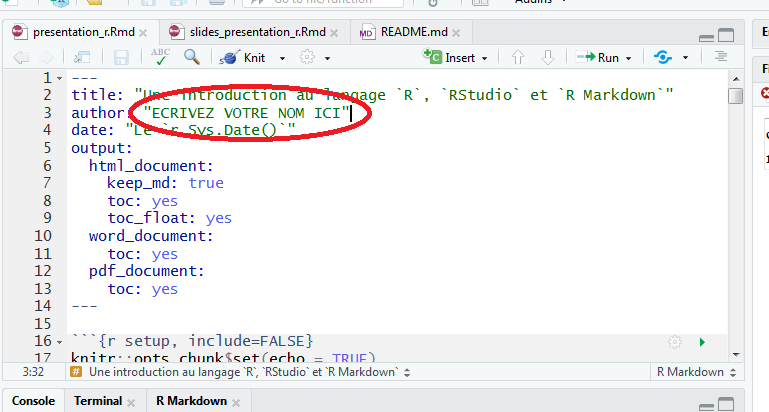 Go to file/function
Addins
presentation_r.Rmd slides_presentation_r.Rmd README.md
ABC Knit Insert Run
1 ---
2 title: "Une introduction au langage `R`, `RStudio` et `R Markdown`"
3 author: "ECRIVEZ VOTRE NOM ICI"
4 date: "Le `r Sys.Date()`"
5 output:
6 html_document:
7 keep_md: true
8 toc: yes
9 toc_float: yes
10 word_document:
11 toc: yes
12 pdf_document:
13 toc: yes
14 ---
15
16 ```{r setup, include=FALSE}
17 knitr::opts_chunk$set(echo = TRUE)
3:32 # Une introduction au langage `R`, `RStudio` et `R Markdown` R Markdown
Console Terminal R Markdown